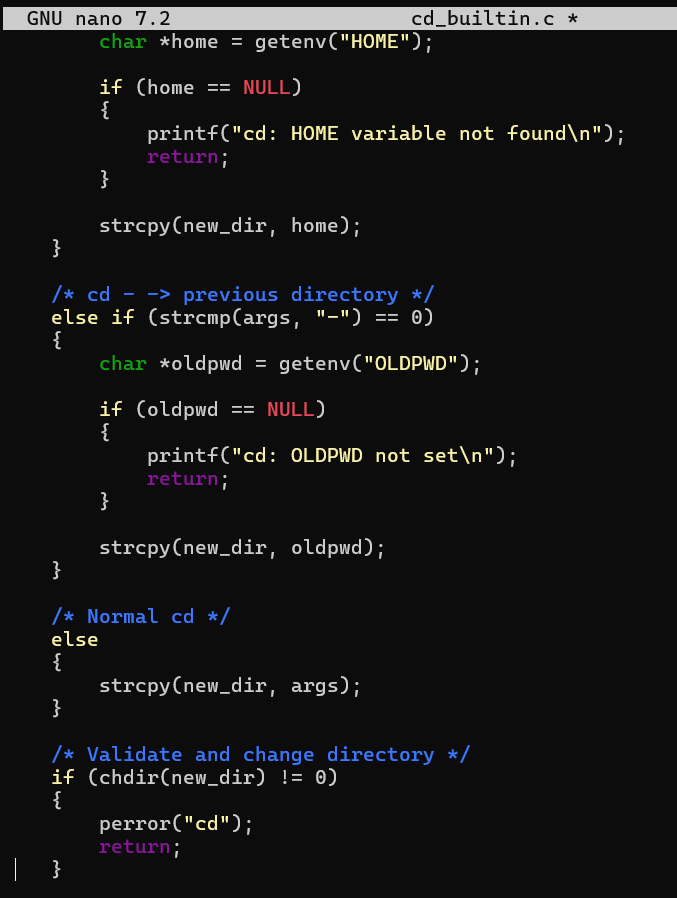 GNU nano 7.2 cd_builtin.c *
char *home = getenv("HOME");
if (home == NULL)
{
printf("cd: HOME variable not found\n");
return;
}
strcpy(new_dir, home);
}
/* cd - -> previous directory */
else if (strcmp(args, "-") == 0)
{
char *oldpwd = getenv("OLDPWD");
if (oldpwd == NULL)
{
printf("cd: OLDPWD not set\n");
return;
}
strcpy(new_dir, oldpwd);
}
/* Normal cd */
else
{
strcpy(new_dir, args);
}
/* Validate and change directory */
if (chdir(new_dir) != 0)
{
perror("cd");
return;
}